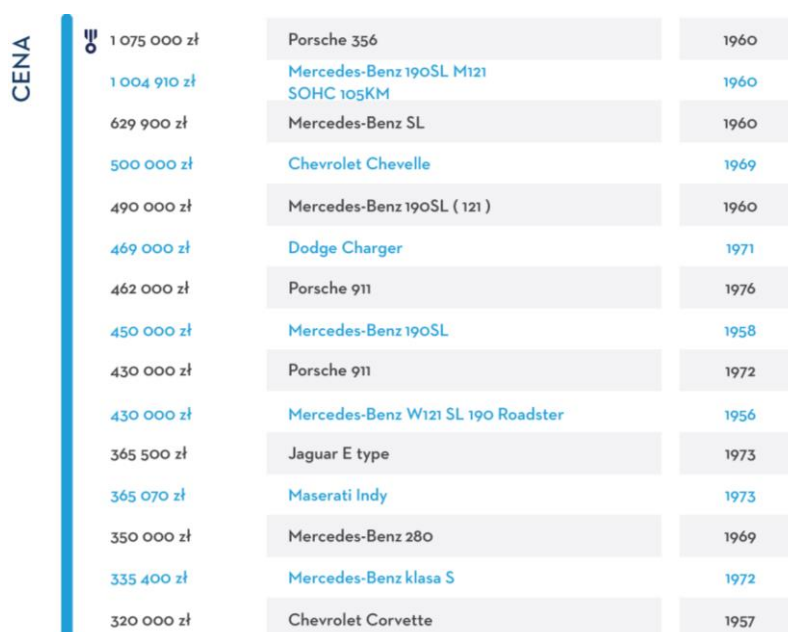 CENA
1 075 000 zł Porsche 356 1960
1 004 910 zł Mercedes-Benz 190SL M121
SOHC 105KM 1960
629 900 zł Mercedes-Benz SL 1960
500 000 zł Chevrolet Chevelle 1969
490 000 zł Mercedes-Benz 190SL ( 121 ) 1960
469 000 zł Dodge Charger 1971
462 000 zł Porsche 911 1976
450 000 zł Mercedes-Benz 190SL 1958
430 000 zł Porsche 911 1972
430 000 zł Mercedes-Benz W121 SL 190 Roadster 1956
365 500 zł Jaguar E type 1973
365 070 zł Maserati Indy 1973
350 000 zł Mercedes-Benz 280 1969
335 400 zł Mercedes-Benz klasa S 1972
320 000 zł Chevrolet Corvette 1957